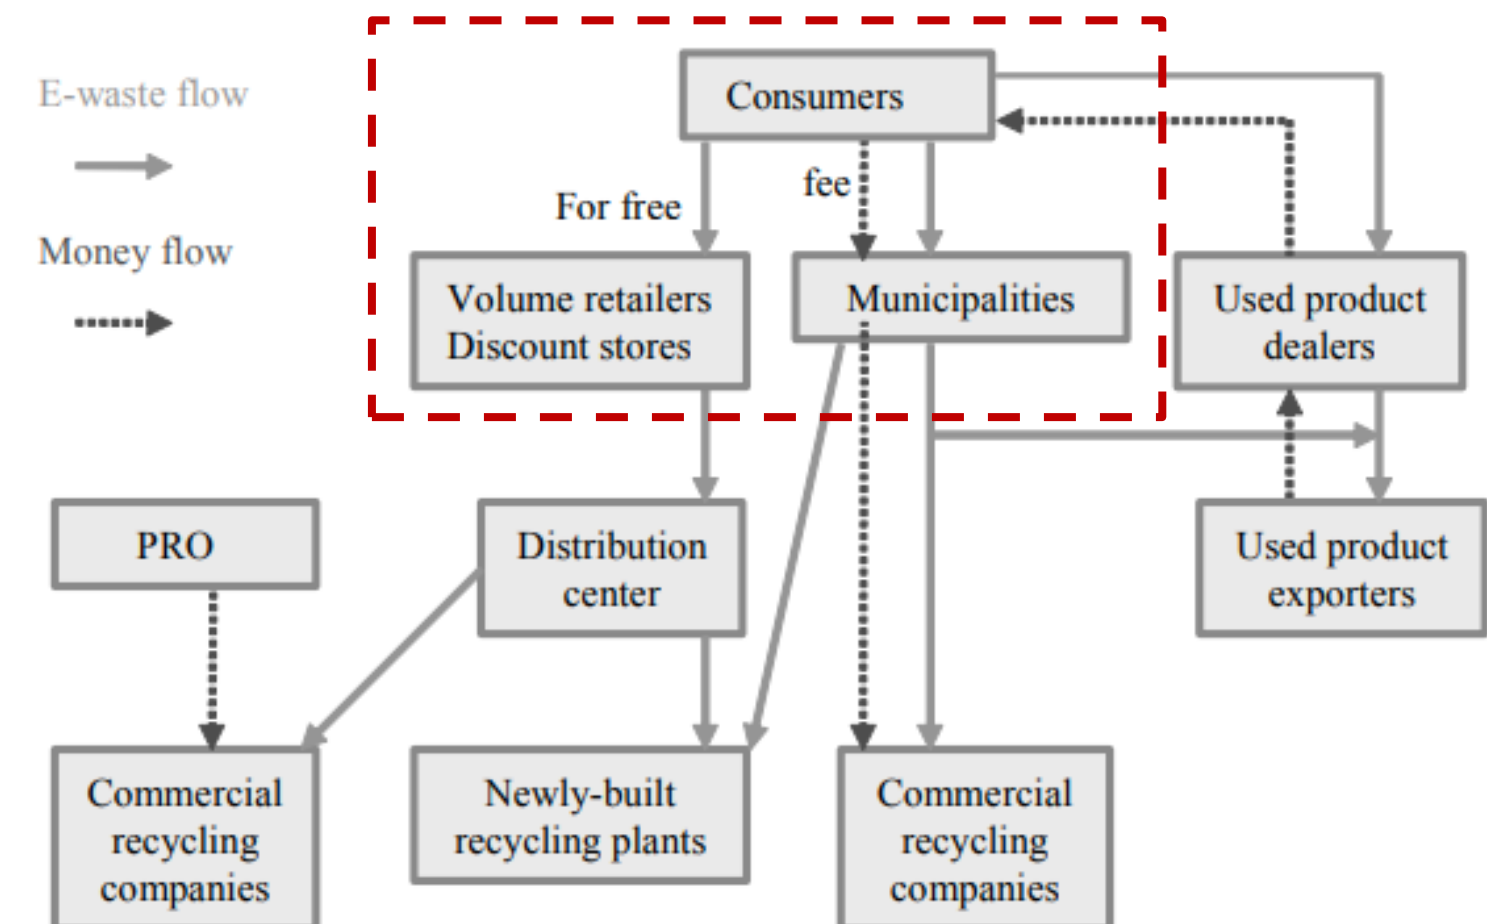 E-waste flow
Money flow
Consumers
For free
fee
Volume retailers
Discount stores
Municipalities
Used product
dealers
PRO
Distribution
center
Used product
exporters
Commercial
recycling
companies
Newly-built
recycling plants
Commercial
recycling
companies